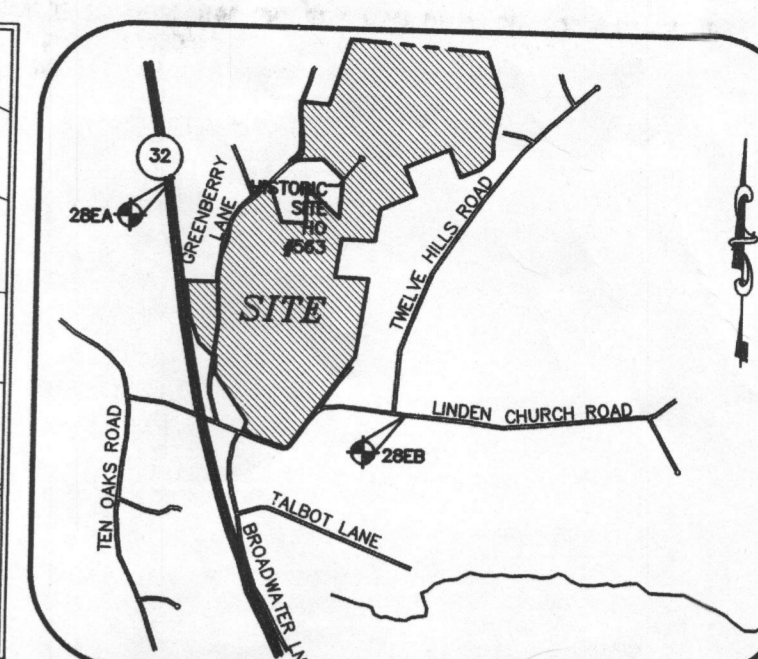 32
28EA
GREENBERRY
LANE
HISTORIC
SITE
HO
#563
SITE
TWELVE HILLS ROAD
LINDEN CHURCH ROAD
28EB
TEN OAKS ROAD
TALBOT LANE
BROADWATER LN